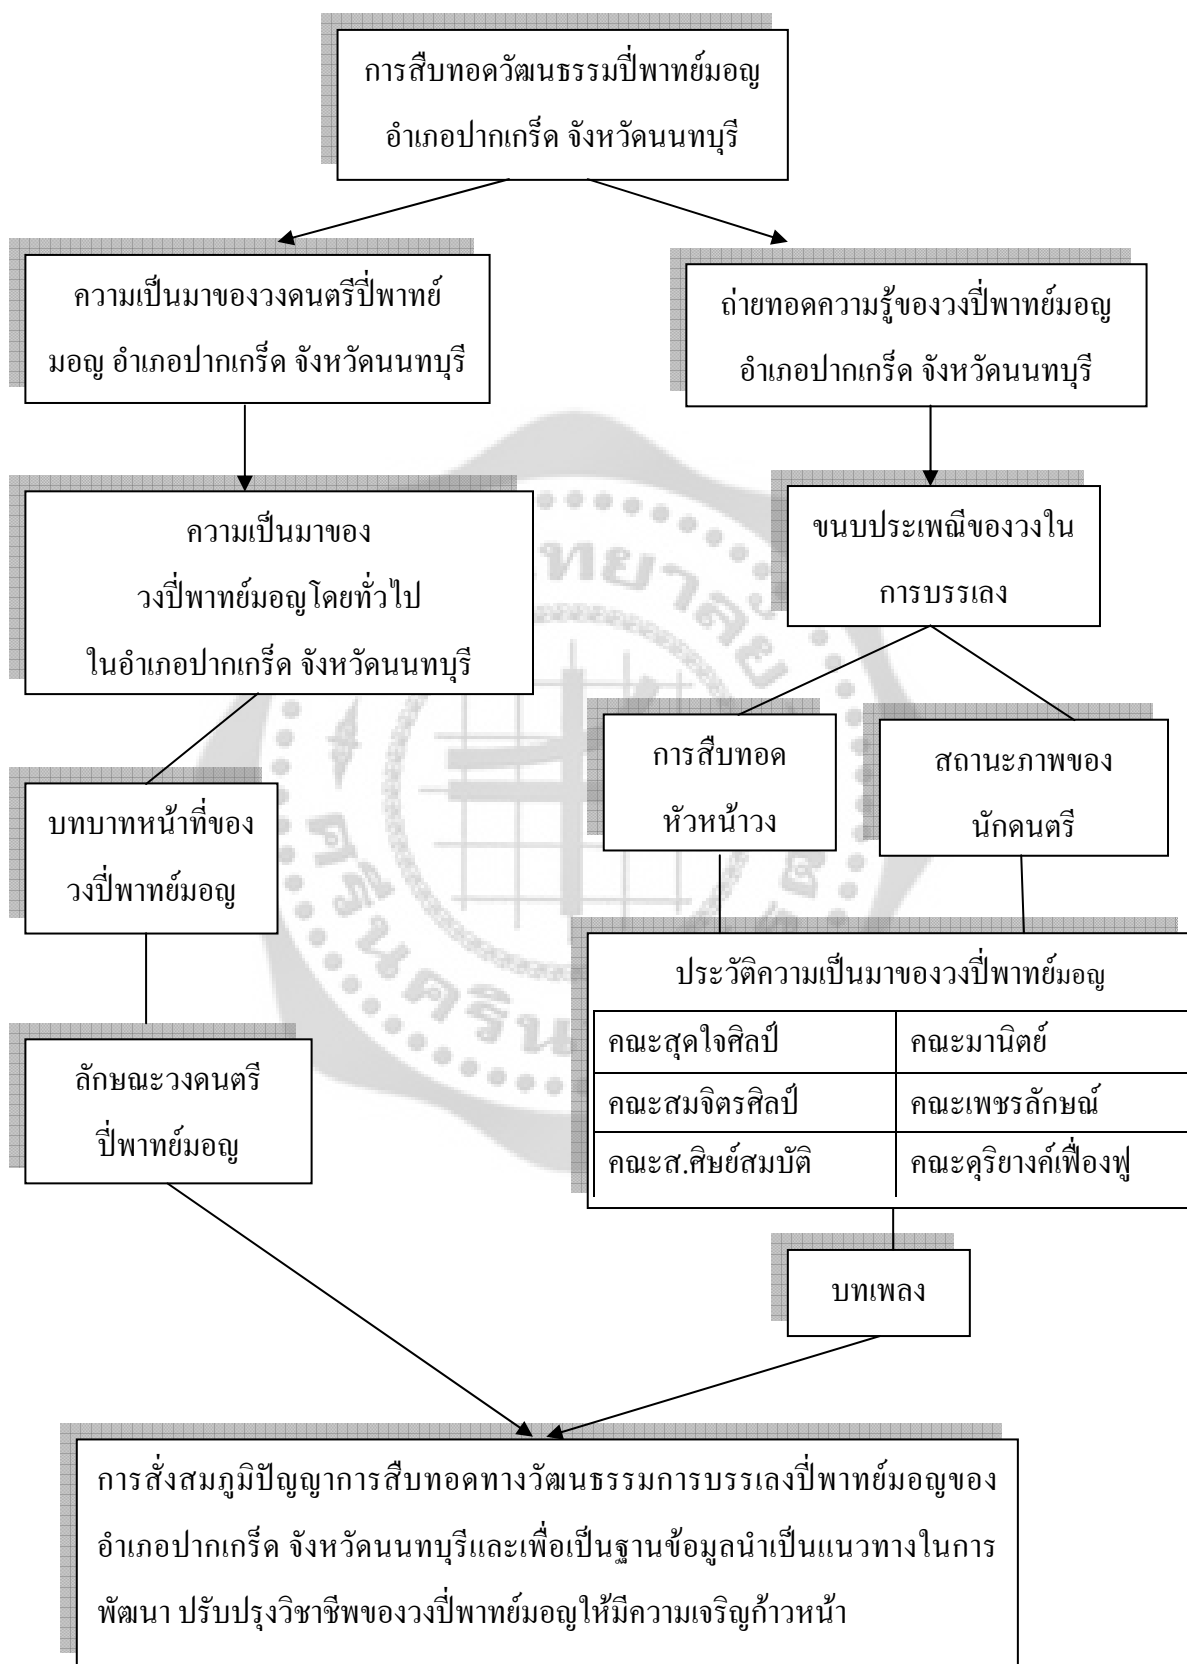 การสืบทอดวัฒนธรรมปี่พาทย์มอญ
อำเภอปากเกร็ด จังหวัดนนทบุรี
ความเป็นมาของวงดนตรีปี่พาทย์
มอญ อำเภอปากเกร็ด จังหวัดนนทบุรี
ถ่ายทอดความรู้ของวงปี่พาทย์มอญ
อำเภอปากเกร็ด จังหวัดนนทบุรี
ความเป็นมาของ
วงปี่พาทย์มอญโดยทั่วไป
ในอำเภอปากเกร็ด จังหวัดนนทบุรี
ขนบประเพณีของวงใน
การบรรเลง
การสืบทอด
หัวหน้าวง
สถานะภาพของ
นักดนตรี
บทบาทหน้าที่ของ
วงปี่พาทย์มอญ
ประวัติความเป็นมาของวงปี่พาทย์มอญ
คณะสุดใจศิลป์ คณะมานิตย์
คณะสมจิตรศิลป์ คณะเพชรลักษณ์
คณะส.ศิษย์สมบัติ คณะดุริยางค์เฟื่องฟู
ลักษณะวงดนตรี
ปี่พาทย์มอญ
บทเพลง
การสั่งสมภูมิปัญญาการสืบทอดทางวัฒนธรรมการบรรเลงปี่พาทย์มอญของ
อำเภอปากเกร็ด จังหวัดนนทบุรีและเพื่อเป็นฐานข้อมูลนำเป็นแนวทางในการ
พัฒนา ปรับปรุงวิชาชีพของวงปี่พาทย์มอญให้มีความเจริญก้าวหน้า